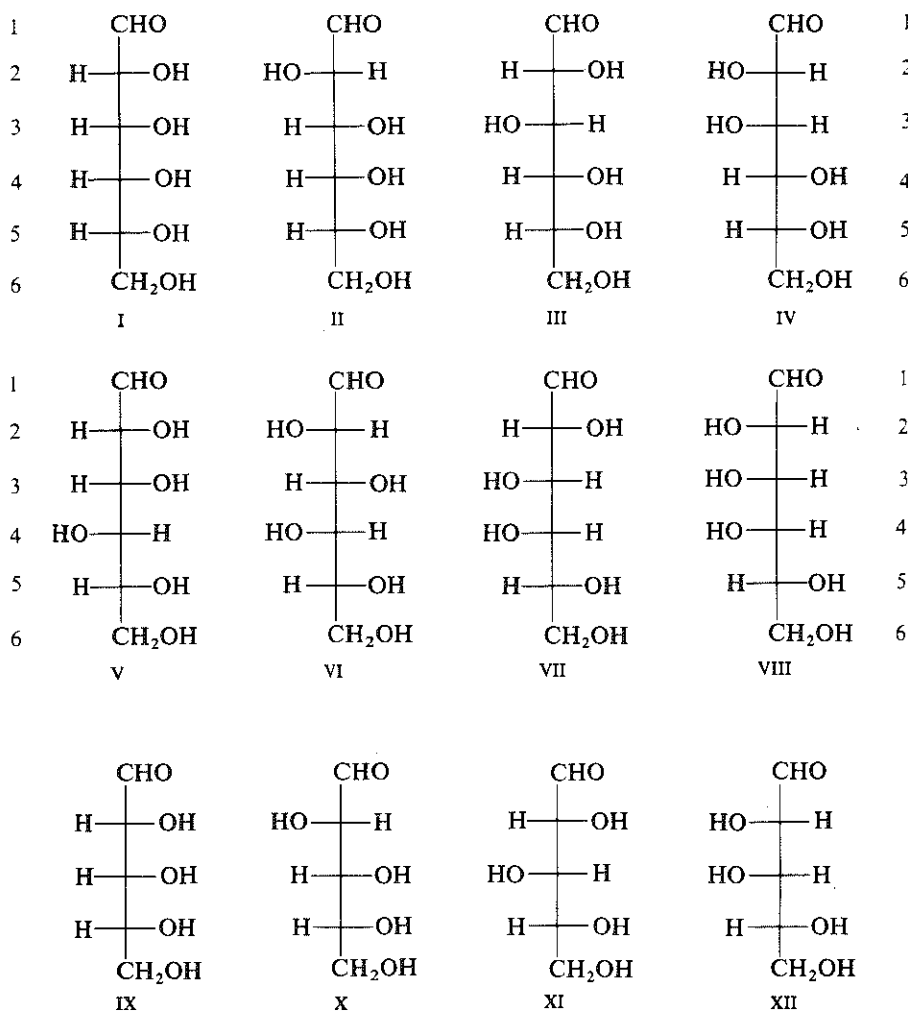 1 CHO CHO CHO CHO 1
2 H OH HO H H OH HO H 2
3 H OH H OH HO H HO H 3
4 H OH H OH H OH H OH 4
5 H OH H OH H OH H OH 5
6 CH₂OH CH₂OH CH₂OH CH₂OH 6
I II III IV
1 CHO CHO CHO CHO 1
2 H OH HO H H OH HO H 2
3 H OH H OH HO H HO H 3
4 HO H HO H HO H HO H 4
5 H OH H OH H OH H OH 5
6 CH₂OH CH₂OH CH₂OH CH₂OH 6
V VI VII VIII
CHO CHO CHO CHO
H OH HO H H OH HO H
H OH H OH HO H HO H
H OH H OH H OH H OH
CH₂OH CH₂OH CH₂OH CH₂OH
IX X XI XII